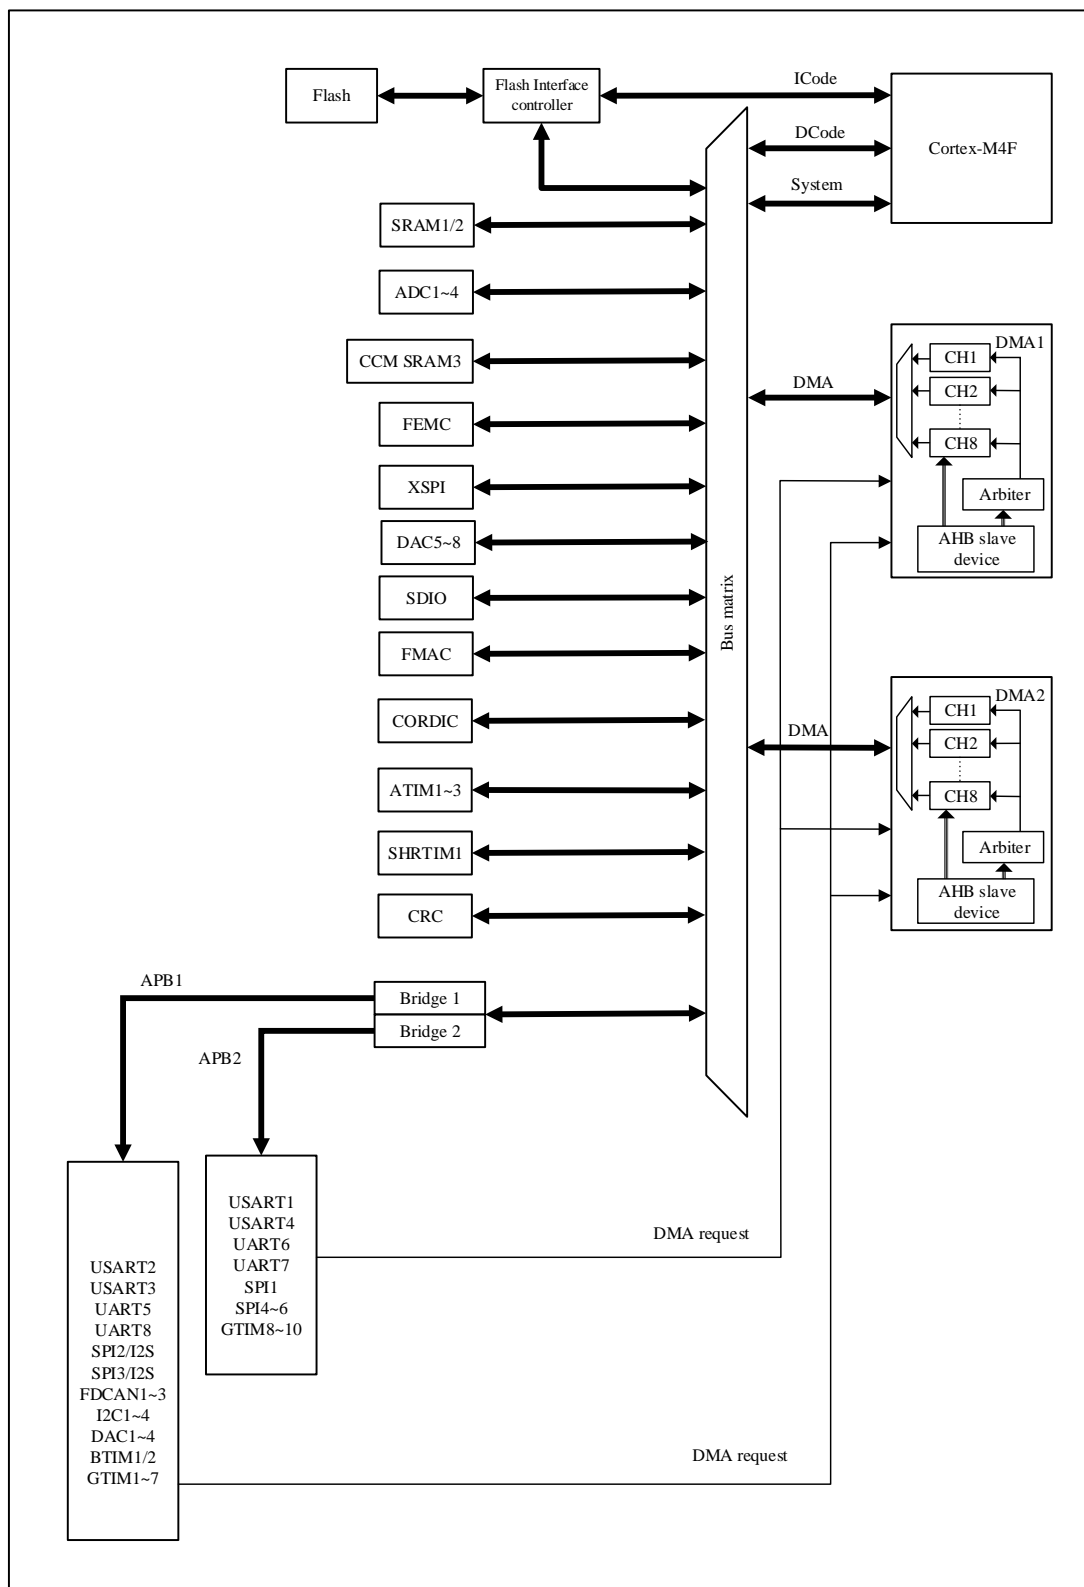 ICode
Flash
Flash Interface
controller
DCode
Cortex-M4F
System
SRAM1/2
ADC1~4
CCM SRAM3
FEMC
XSPI
DAC5~8
SDIO
FMAC
CORDIC
ATIM1~3
SHRTIM1
CRC
Bus matrix
DMA
DMA1
CH1
CH2
CH8
Arbiter
AHB slave
device
DMA
DMA2
CH1
CH2
CH8
Arbiter
AHB slave
device
APB1
Bridge 1
Bridge 2
APB2
USART1
USART4
UART6
UART7
SPI1
SPI4~6
GTIM8~10
DMA request
USART2
USART3
UART5
UART8
SPI2/I2S
SPI3/I2S
FDCAN1~3
I2C1~4
DAC1~4
BTIM1/2
GTIM1~7
DMA request